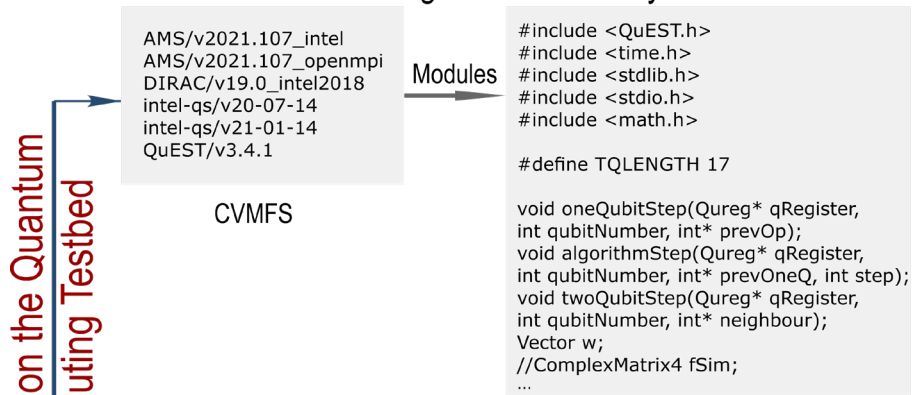 AMS/v2021.107_intel
AMS/v2021.107_openmpi
DIRAC/v19.0_intel2018
intel-qs/v20-07-14
intel-qs/v21-01-14
QuEST/v3.4.1
CVMFS
Modules
#include <QuEST.h>
#include <time.h>
#include <stdlib.h>
#include <stdio.h>
#include <math.h>
#define TQLENGTH 17
void oneQubitStep(Qureg* qRegister,
int qubitNumber, int* prevOp);
void algorithmStep(Qureg* qRegister,
int qubitNumber, int* prevOneQ, int step);
void twoQubitStep(Qureg* qRegister,
int qubitNumber, int* neighbour);
Vector w;
//ComplexMatrix4 fSim;
...
on the Quantum
uting Testbed